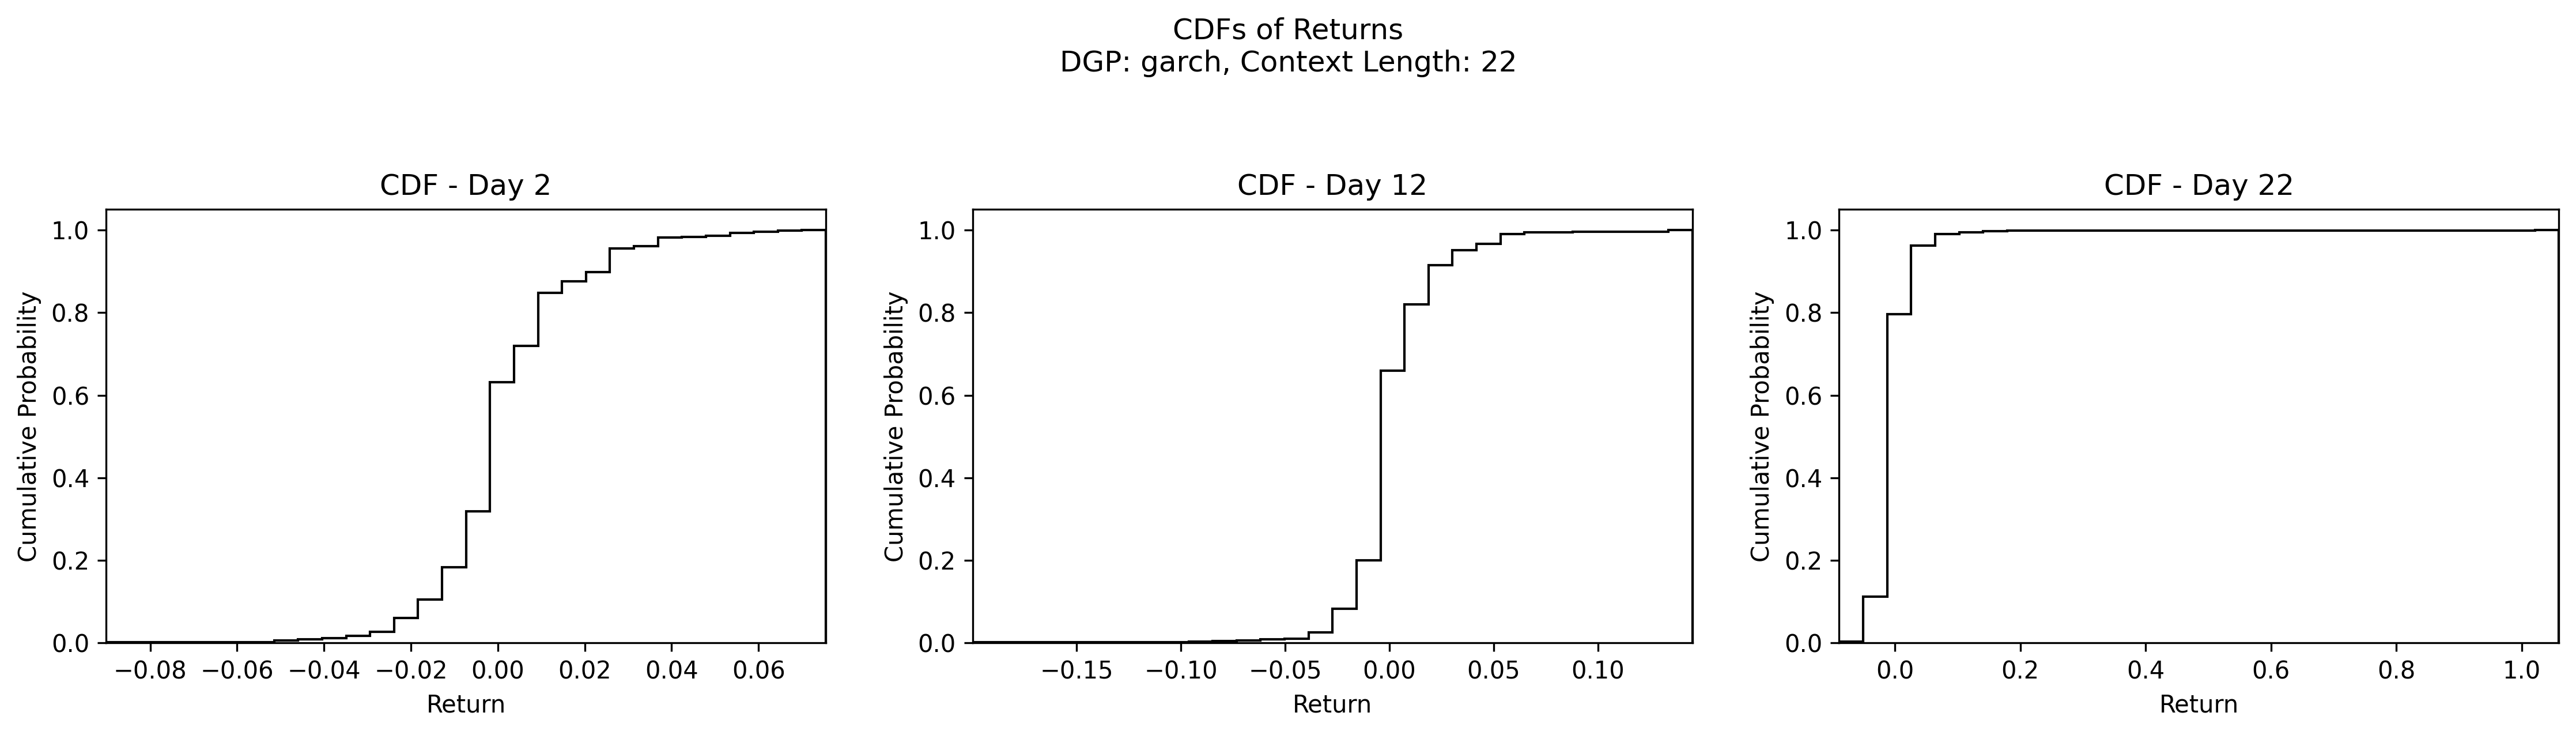 CDFs of Returns
DGP: garch, Context Length: 22
CDF - Day 2
Cumulative Probability
1.0
0.8
0.6
0.4
0.2
0.0
−0.08 −0.06 −0.04 −0.02 0.00 0.02 0.04 0.06
Return
CDF - Day 12
Cumulative Probability
1.0
0.8
0.6
0.4
0.2
0.0
−0.15 −0.10 −0.05 0.00 0.05 0.10
Return
CDF - Day 22
Cumulative Probability
1.0
0.8
0.6
0.4
0.2
0.0
0.0 0.2 0.4 0.6 0.8 1.0
Return